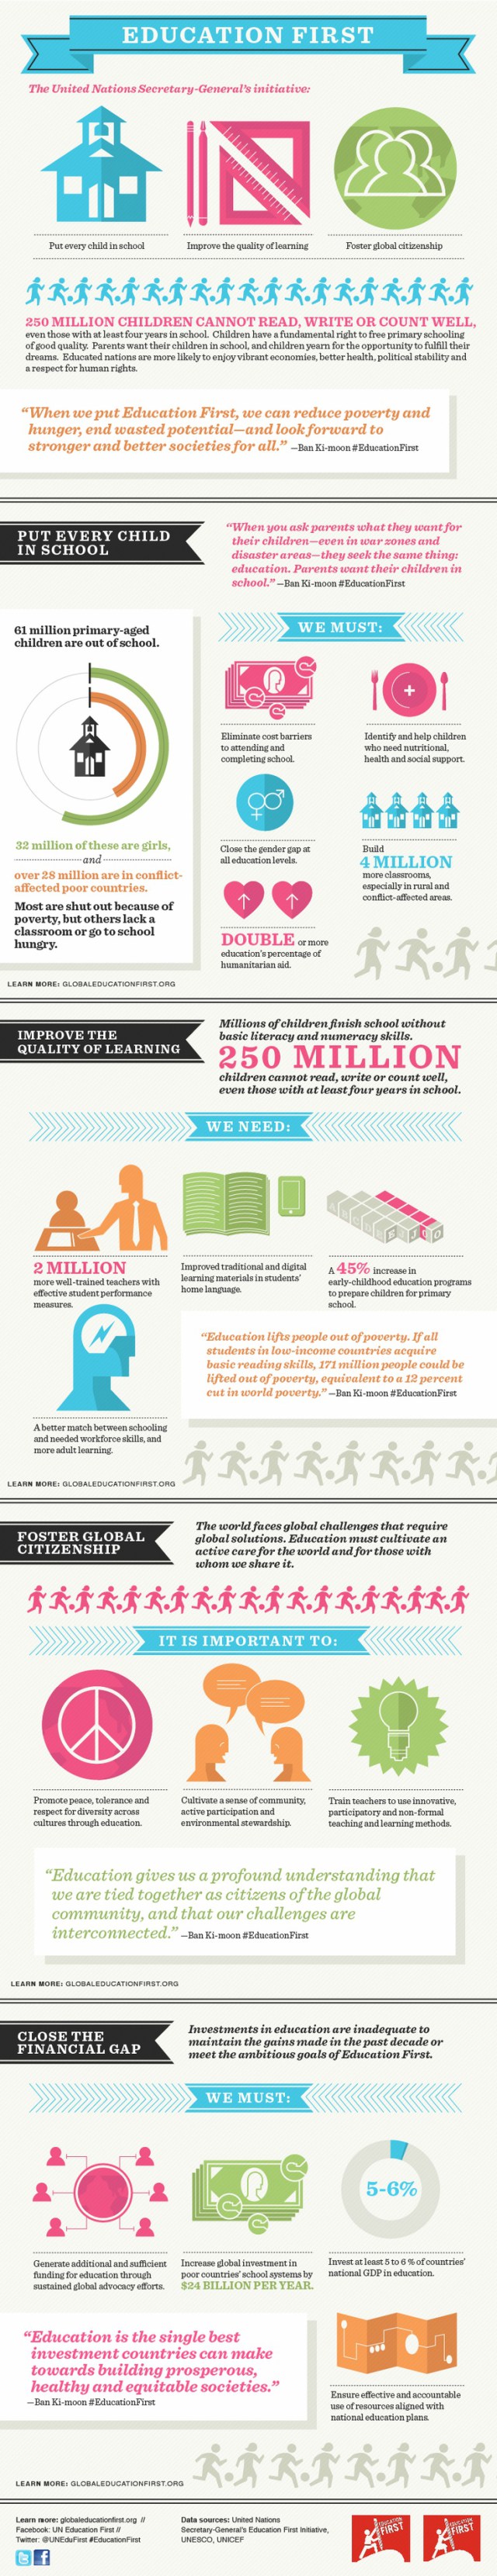 EDUCATION FIRST
The United Nations Secretary-General's initiative:
Put every child in school
Improve the quality of learning
Foster global citizenship
250 MILLION CHILDREN CANNOT READ, WRITE OR COUNT WELL,
even those with at least four years in school. Children have a fundamental right to free primary schooling
of good quality. Parents want their children in school, and children yearn for the opportunity to fulfill their
dreams. Educated nations are more likely to enjoy vibrant economies, better health, political stability and
a respect for human rights.
“When we put Education First, we can reduce poverty and
hunger, end wasted potential—and look forward to
stronger and better societies for all.” —Ban Ki-moon #EducationFirst
PUT EVERY CHILD
IN SCHOOL
“When you ask parents what they want for
their children—even in war zones and
disaster areas—they seek the same thing:
education. Parents want their children in
school.” —Ban Ki-moon #EducationFirst
61 million primary-aged
children are out of school.
32 million of these are girls,
and
over 28 million are in conflict-
affected poor countries.
Most are shut out because of
poverty, but others lack a
classroom or go to school
hungry.
WE MUST:
Eliminate cost barriers
to attending and
completing school.
Identify and help children
who need nutritional,
health and social support.
Close the gender gap at
all education levels.
Build
4 MILLION
more classrooms,
especially in rural and
conflict-affected areas.
DOUBLE or more
education's percentage of
humanitarian aid.
LEARN MORE: GLOBALEDUCATIONFIRST.ORG
IMPROVE THE
QUALITY OF LEARNING
Millions of children finish school without
basic literacy and numeracy skills.
250 MILLION
children cannot read, write or count well,
even those with at least four years in school.
WE NEED:
2 MILLION
more well-trained teachers with
effective student performance
measures.
Improved traditional and digital
learning materials in students'
home language.
A 45% increase in
early-childhood education programs
to prepare children for primary
school.
“Education lifts people out of poverty. If all
students in low-income countries acquire
basic reading skills, 171 million people could be
lifted out of poverty, equivalent to a 12 percent
cut in world poverty.” —Ban Ki-moon #EducationFirst
A better match between schooling
and needed workforce skills, and
more adult learning.
LEARN MORE: GLOBALEDUCATIONFIRST.ORG
FOSTER GLOBAL
CITIZENSHIP
The world faces global challenges that require
global solutions. Education must cultivate an
active care for the world and for those with
whom we share it.
IT IS IMPORTANT TO:
Promote peace, tolerance and
respect for diversity across
cultures through education.
Cultivate a sense of community,
active participation and
environmental stewardship.
Train teachers to use innovative,
participatory and non-formal
teaching and learning methods.
“Education gives us a profound understanding that
we are tied together as citizens of the global
community, and that our challenges are
interconnected.” —Ban Ki-moon #EducationFirst
LEARN MORE: GLOBALEDUCATIONFIRST.ORG
CLOSE THE
FINANCIAL GAP
Investments in education are inadequate to
maintain the gains made in the past decade or
meet the ambitious goals of Education First.
WE MUST:
5-6%
Generate additional and sufficient
funding for education through
sustained global advocacy efforts.
Increase global investment in
poor countries' school systems by
$24 BILLION PER YEAR.
Invest at least 5 to 6 % of countries'
national GDP in education.
“Education is the single best
investment countries can make
towards building prosperous,
healthy and equitable societies.”
—Ban Ki-moon #EducationFirst
Ensure effective and accountable
use of resources aligned with
national education plans.
LEARN MORE: GLOBALEDUCATIONFIRST.ORG
Learn more: globaleducationfirst.org //
Facebook: UN Education First //
Twitter: @UNEduFirst #EducationFirst
Data sources: United Nations
Secretary-General's Education First Initiative,
UNESCO, UNICEF
EDUCATION
FIRST
EDUCATION
FIRST